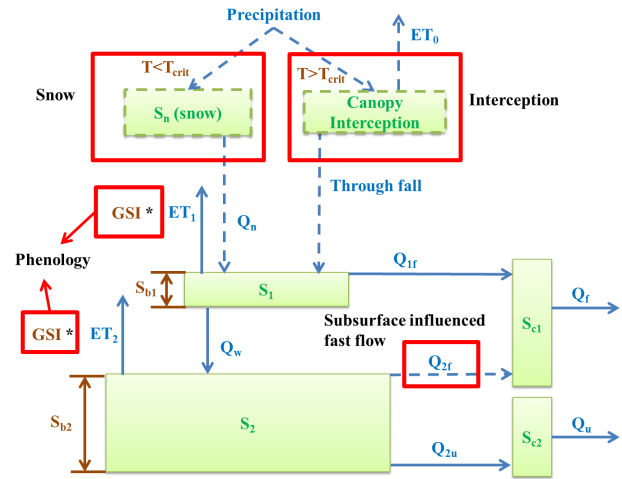 Precipitation
ET0
T<Tcrit
T>Tcrit
Snow
Sn (snow)
Canopy
Interception
Interception
Through fall
GSI *
ET1
Qn
Phenology
Q1f
Sb1
S1
Qf
GSI *
ET2
Qw
Subsurface influenced
fast flow
Sc1
Q2f
Sb2
S2
Sc2
Qu
Q2u